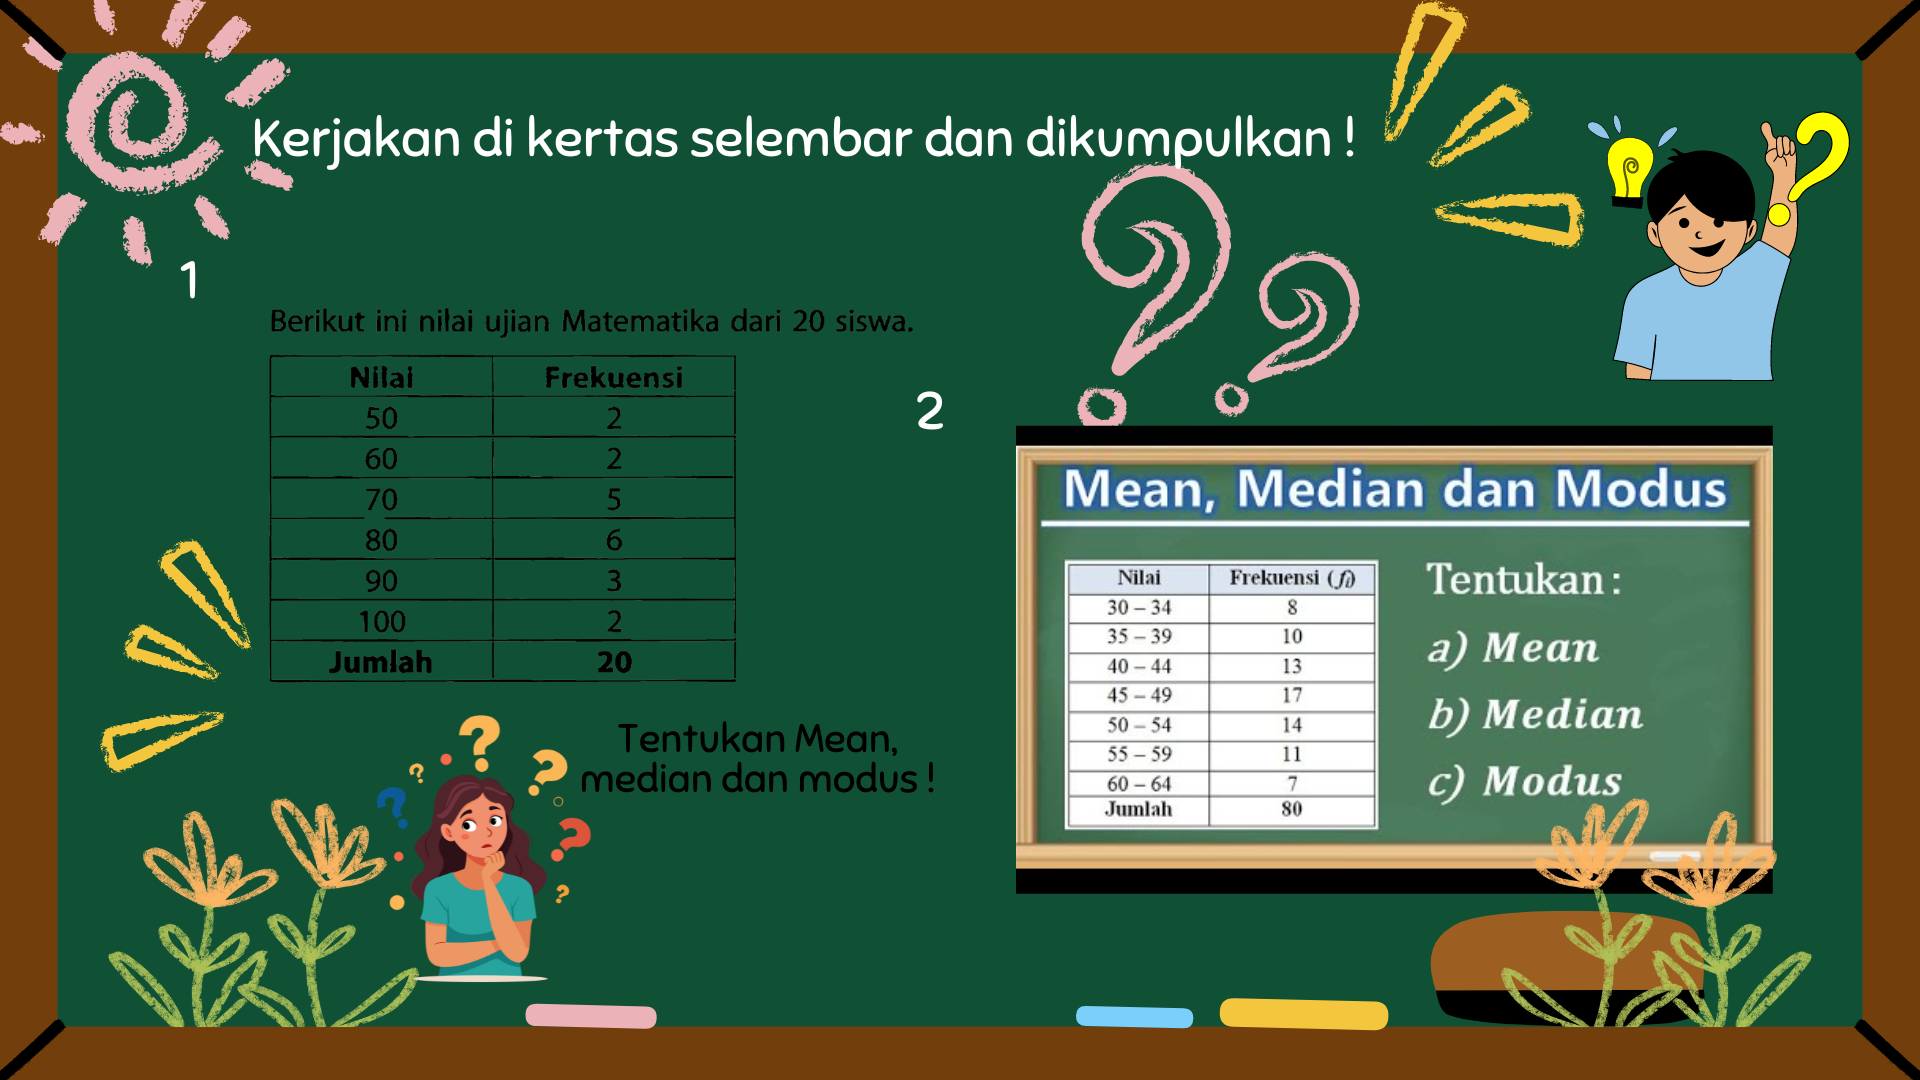 Kerjakan di kertas selembar dan dikumpulkan !
1
Berikut ini nilai ujian Matematika dari 20 siswa.
Nilai Frekuensi
50 2
60 2
70 5
80 6
90 3
100 2
Jumlah 20
Tentukan Mean,
median dan modus !
2
Mean, Median dan Modus
Nilai Frekuensi (fi)
30 – 34 8
35 – 39 10
40 – 44 13
45 – 49 17
50 – 54 14
55 – 59 11
60 – 64 7
Jumlah 80
Tentukan :
a) Mean
b) Median
c) Modus